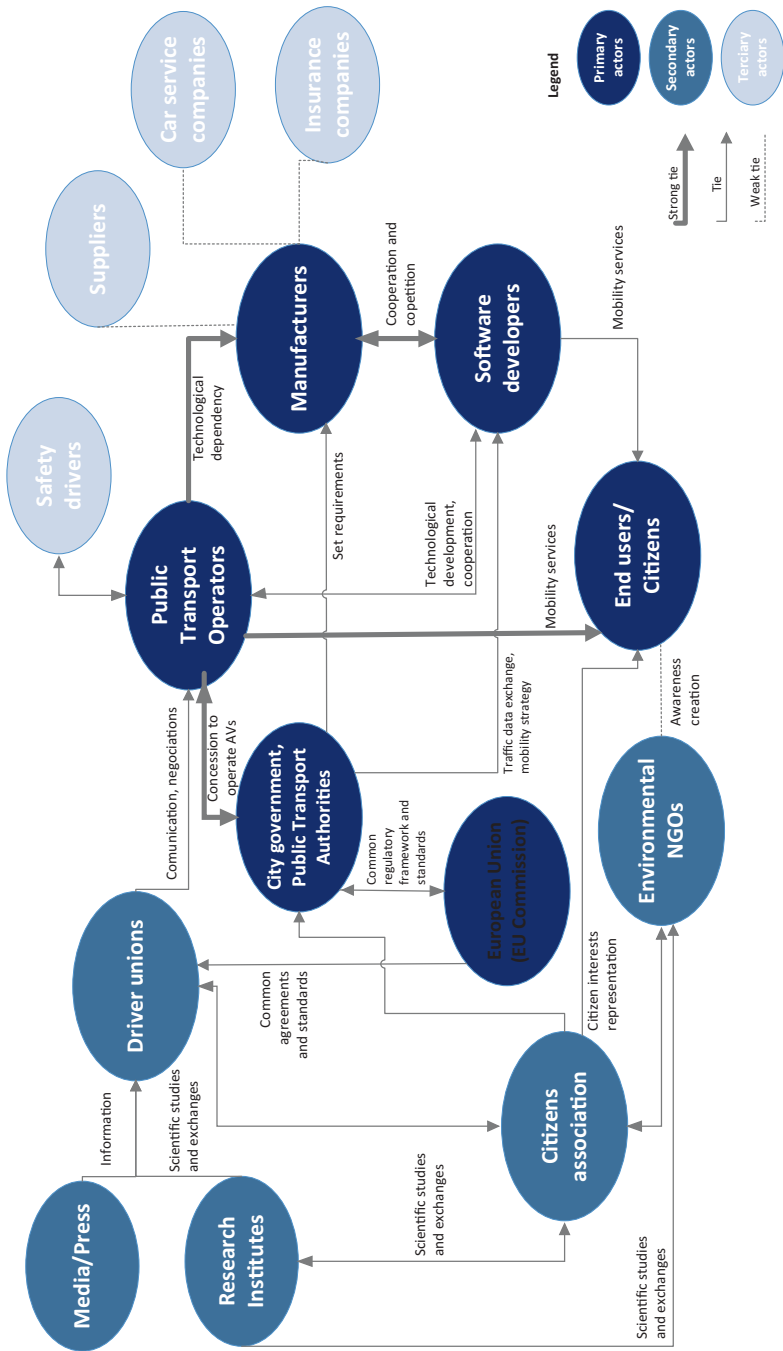 Media/Press
Information
Scientific studies
and exchanges
Research
Institutes
Driver unions
Comunication, negociations
Safety
drivers
Suppliers
Car service
companies
Insurance
companies
Public
Transport
Operators
Technological
dependency
Concession to
operate AVs
City government,
Public Transport
Authorities
Set requirements
Manufacturers
Common
agreements
and standards
Common
regulatory
framework and
standards
Cooperation and
copetition
Scientific studies
and exchanges
Technological
development,
cooperation
European Union
(EU Commission)
Traffic data exchange,
mobility strategy
Software
developers
Citizens
association
Mobility services
Mobility services
Citizen interests
representation
End users/
Citizens
Environmental
NGOs
Awareness
creation
Scientific studies
and exchanges
Legend
Primary
actors
Secondary
actors
Terciary
actors
Strong tie
Tie
Weak tie